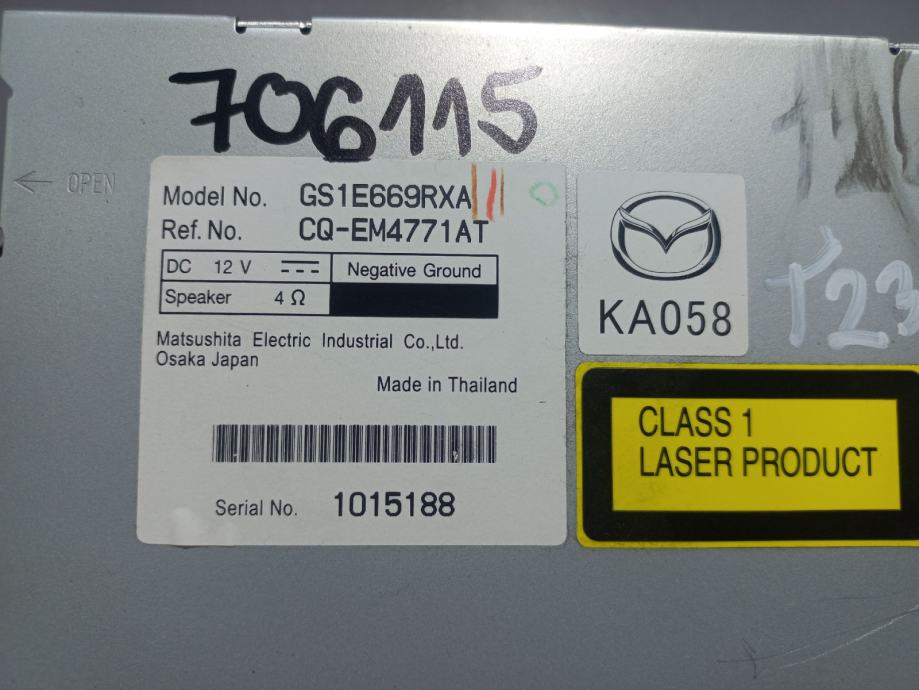 706115
← OPEN
Model No. GS1E669RXA
Ref. No. CQ-EM4771AT
DC 12 V Negative Ground
Speaker 4 Ω
Matsushita Electric Industrial Co.,Ltd.
Osaka Japan
Made in Thailand
Serial No. 1015188
KA058
T23
CLASS 1
LASER PRODUCT